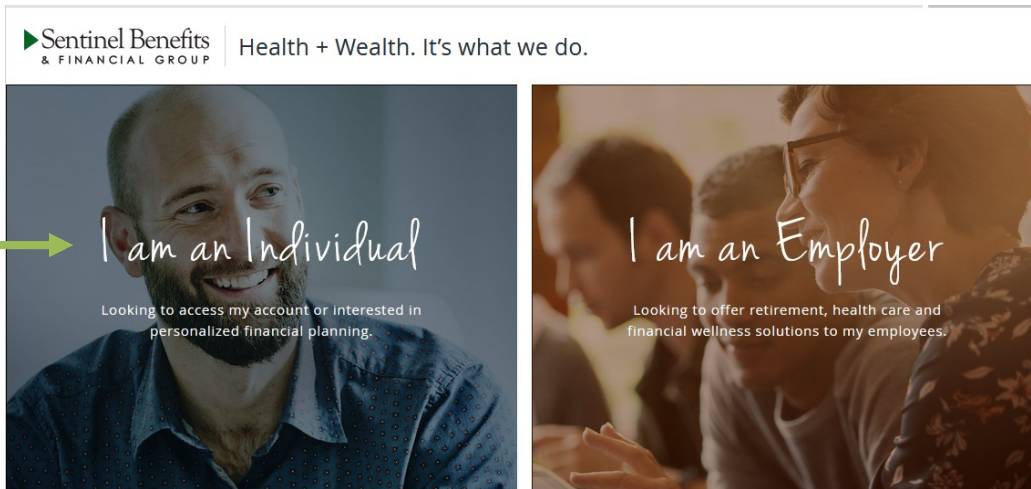 Sentinel Benefits
& FINANCIAL GROUP
Health + Wealth. It's what we do.
I am an Individual
Looking to access my account or interested in
personalized financial planning.
I am an Employer
Looking to offer retirement, health care and
financial wellness solutions to my employees.